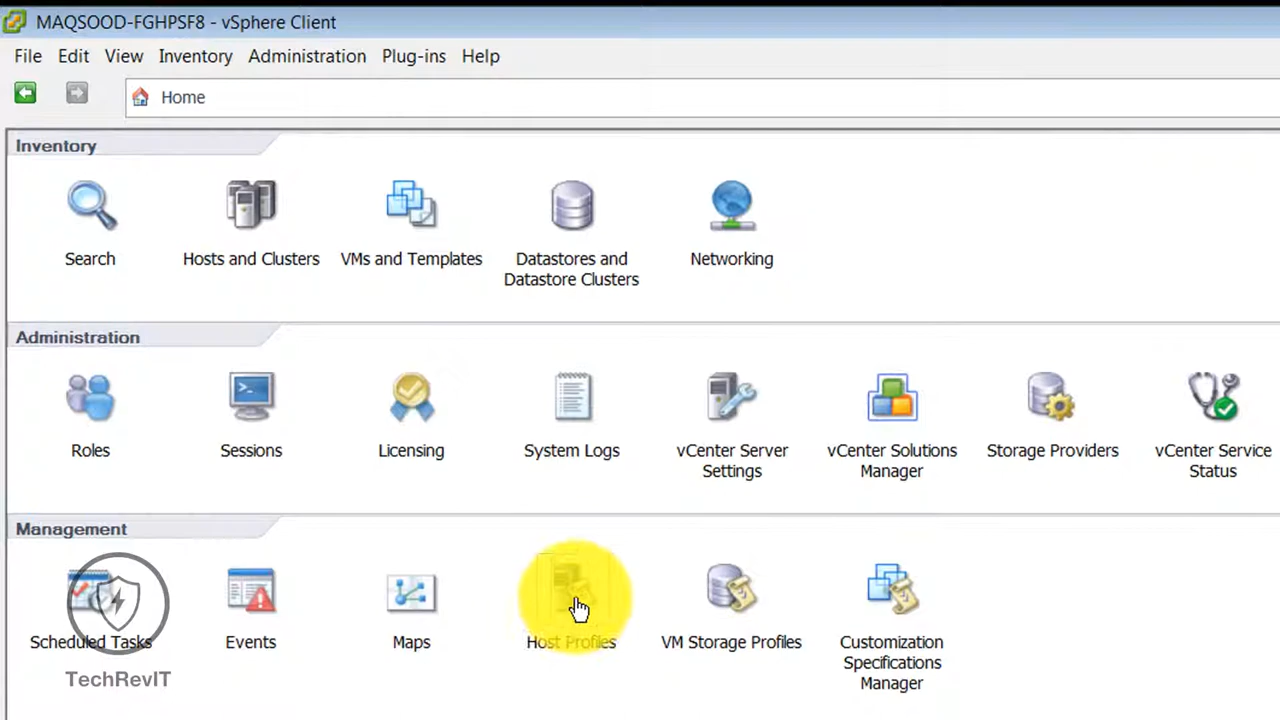 MAQSOOD-FGHPSF8 - vSphere Client
File Edit View Inventory Administration Plug-ins Help
Home
Inventory
Search
Hosts and Clusters
VMs and Templates
Datastores and
Datastore Clusters
Networking
Administration
Roles
Sessions
Licensing
System Logs
vCenter Server
Settings
vCenter Solutions
Manager
Storage Providers
vCenter Service
Status
Management
Scheduled Tasks
Events
Maps
Host Profiles
VM Storage Profiles
Customization
Specifications
Manager
TechRevIT